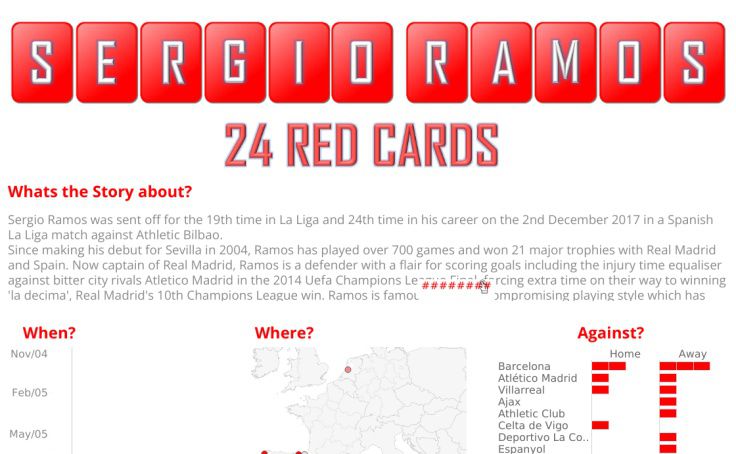 SERGIO RAMOS
24 RED CARDS
Whats the Story about?
Sergio Ramos was sent off for the 19th time in La Liga and 24th time in his career on the 2nd December 2017 in a Spanish
La Liga match against Athletic Bilbao.
Since making his debut for Sevilla in 2004, Ramos has played over 700 games and won 21 major trophies with Real Madrid
and Spain. Now captain of Real Madrid, Ramos is a defender with a flair for scoring goals including the injury time equaliser
against bitter city rivals Atletico Madrid in the 2014 Uefa Champions forcing extra time on their way to winning
########
'la decima', Real Madrid's 10th Champions League win. Ramos is playing style which has
When? Where? Against?
Home Away
Nov/04
Barcelona
Atlético Madrid
Villarreal
Feb/05
Ajax
Athletic Club
Celta de Vigo
May/05
Deportivo La Co..
Espanyol